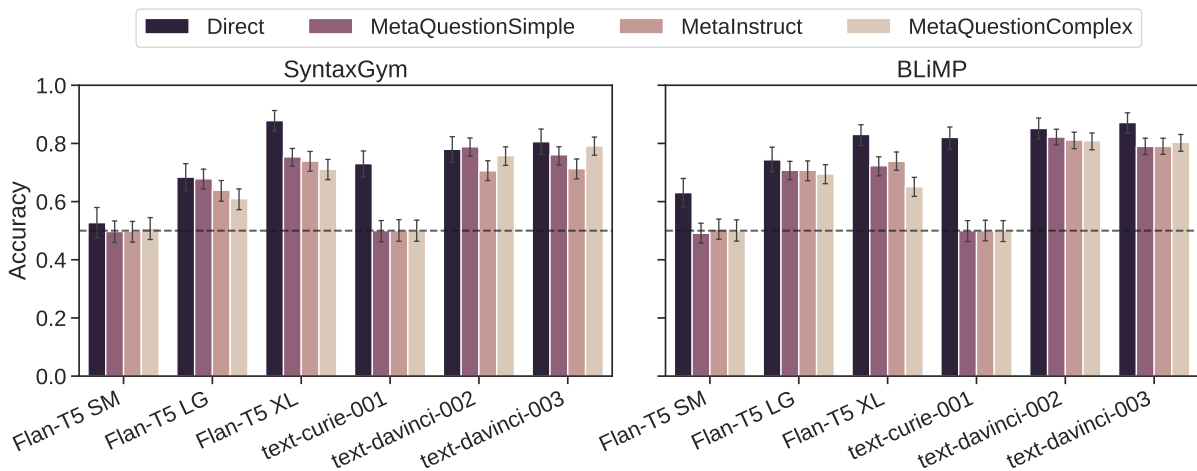 Direct MetaQuestionSimple MetaInstruct MetaQuestionComplex
SyntaxGym BLiMP
Accuracy
1.0
0.8
0.6
0.4
0.2
0.0
Flan-T5 SM Flan-T5 LG Flan-T5 XL text-curie-001 text-davinci-002 text-davinci-003
Flan-T5 SM Flan-T5 LG Flan-T5 XL text-curie-001 text-davinci-002 text-davinci-003